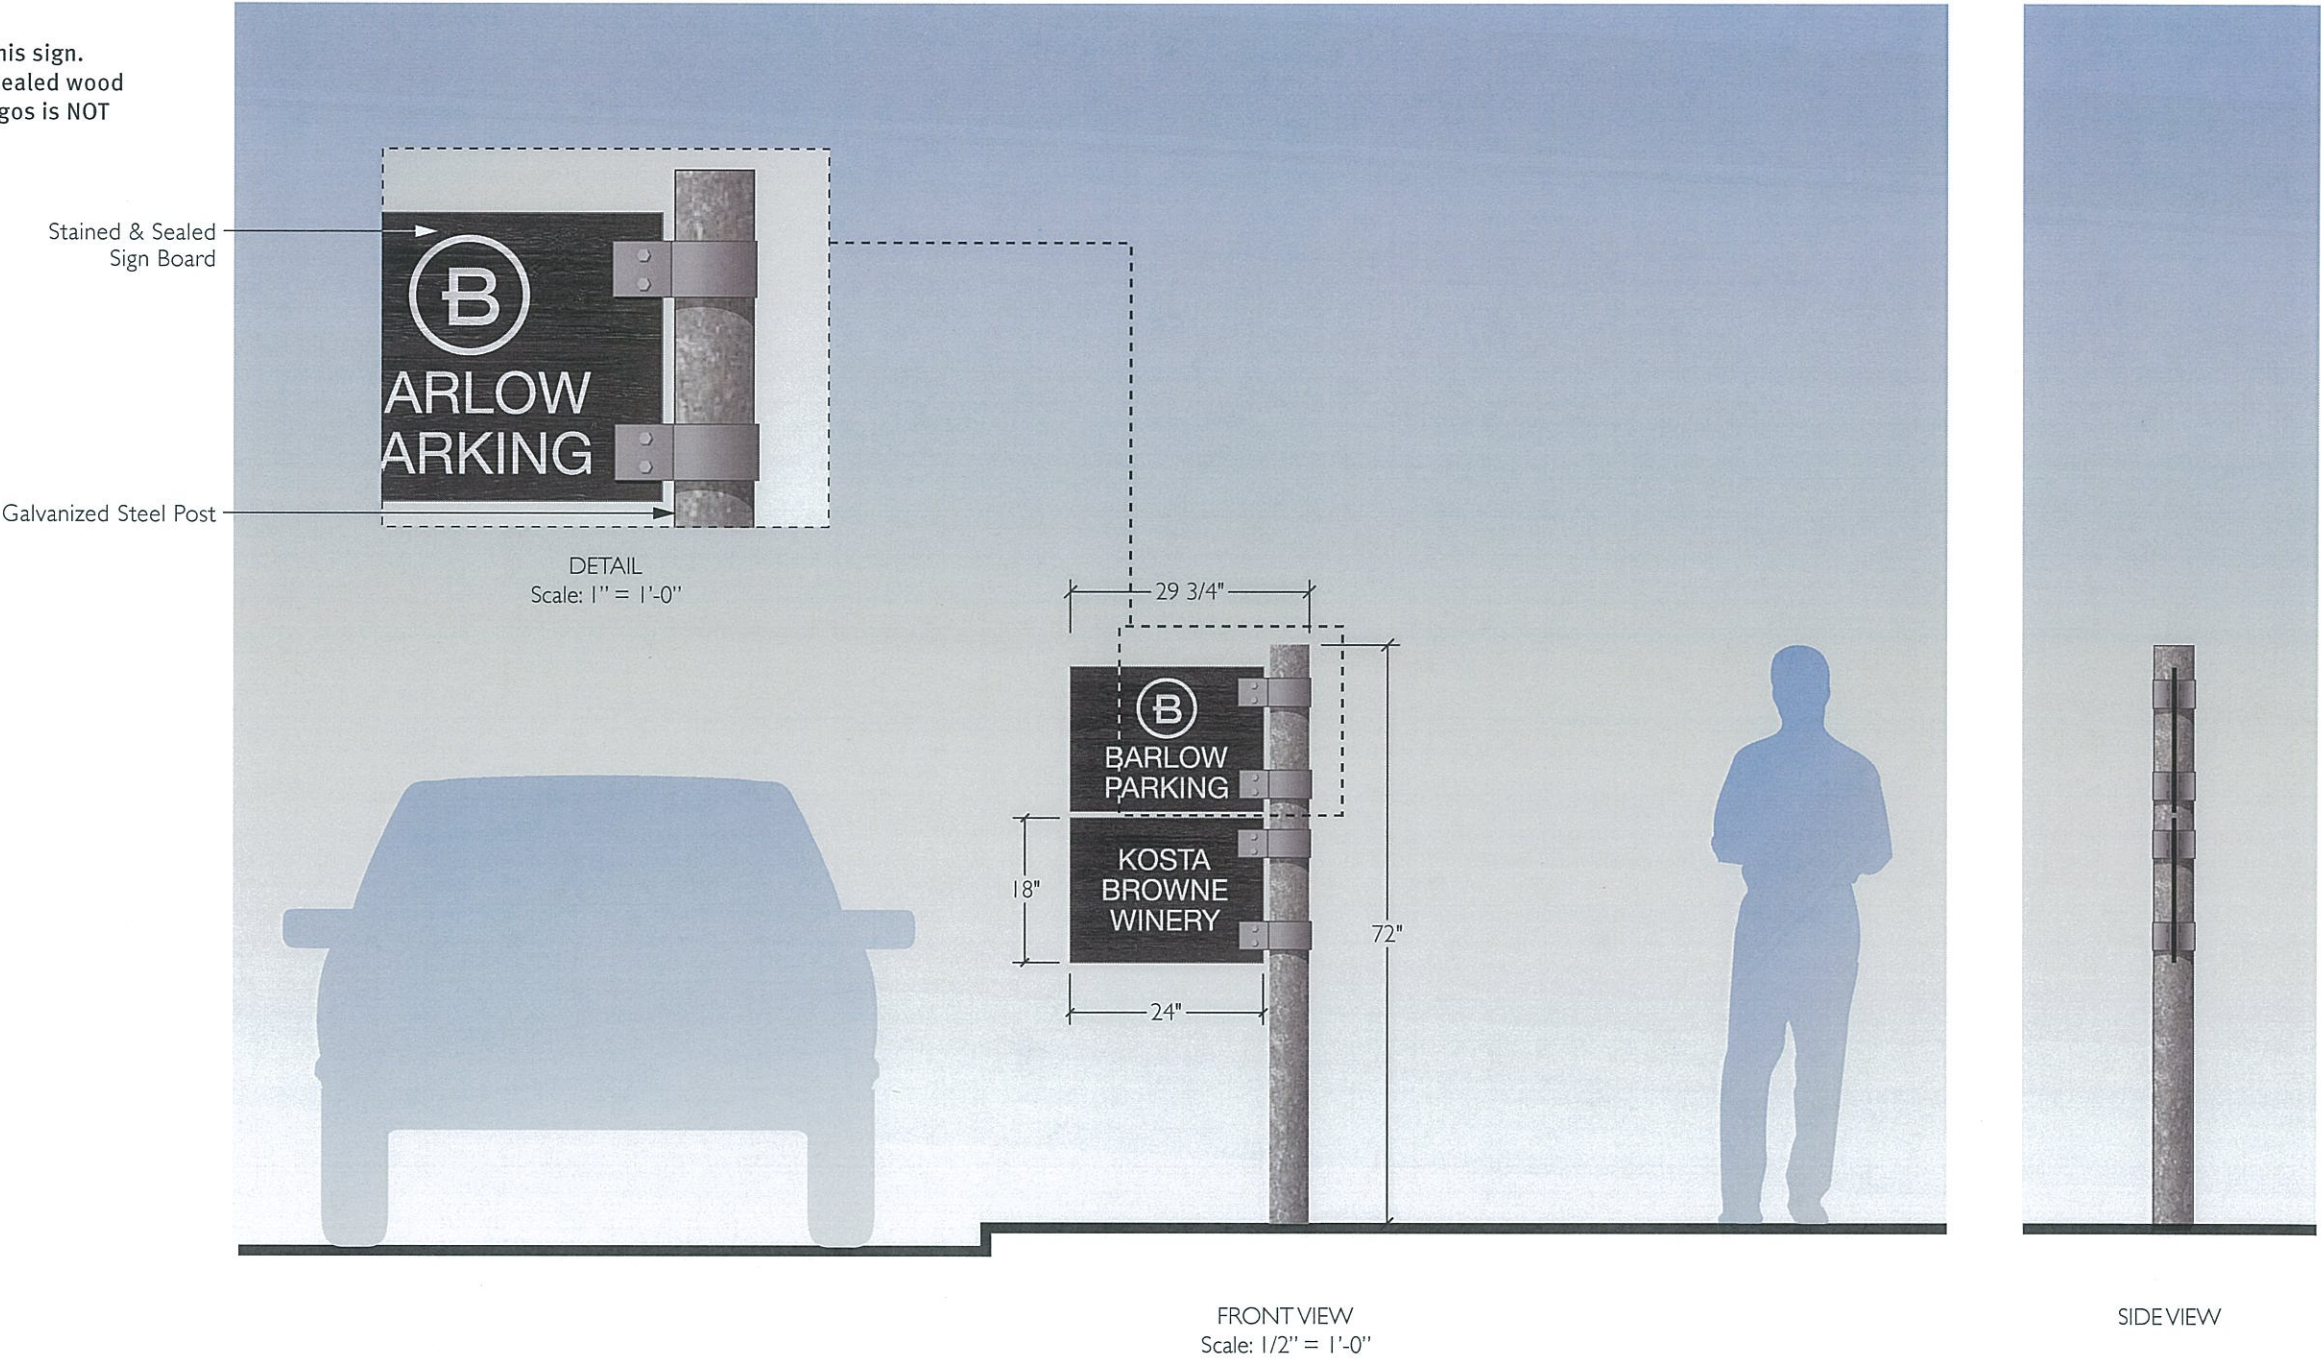 his sign.
ealed wood
gos is NOT
Stained & Sealed
Sign Board
Galvanized Steel Post
B
ARLOW
ARKING
DETAIL
Scale: 1” = 1’-0”
29 3/4"
B
BARLOW
PARKING
KOSTA
BROWNE
WINERY
18"
24"
72"
FRONT VIEW
Scale: 1/2” = 1’-0”
SIDE VIEW